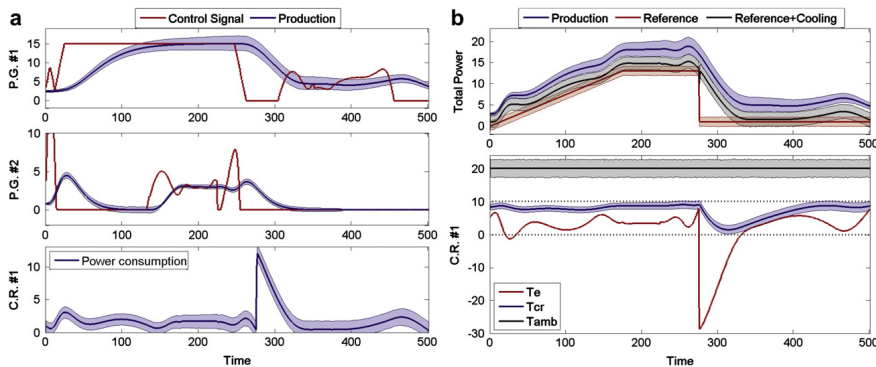 a
Control Signal Production
P.G. #1
15
10
5
0
0 100 200 300 400 500
P.G. #2
10
5
0
0 100 200 300 400 500
C.R. #1
Power consumption
10
5
0
0 100 200 300 400 500
Time
b
Production Reference Reference+Cooling
Total Power
20
15
10
5
0
0 100 200 300 400 500
C.R. #1
30
20
10
0
-10
-20
-30
Te
Tcr
Tamb
0 100 200 300 400 500
Time